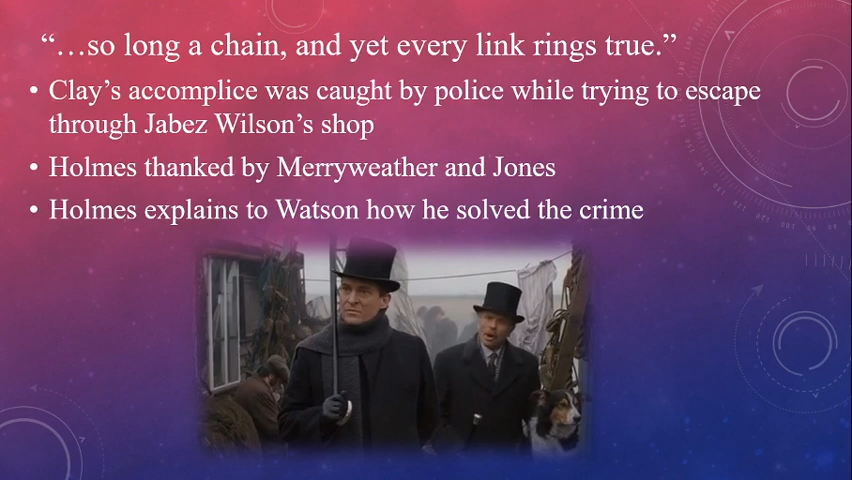 “…so long a chain, and yet every link rings true.”
• Clay’s accomplice was caught by police while trying to escape
through Jabez Wilson’s shop
• Holmes thanked by Merryweather and Jones
• Holmes explains to Watson how he solved the crime